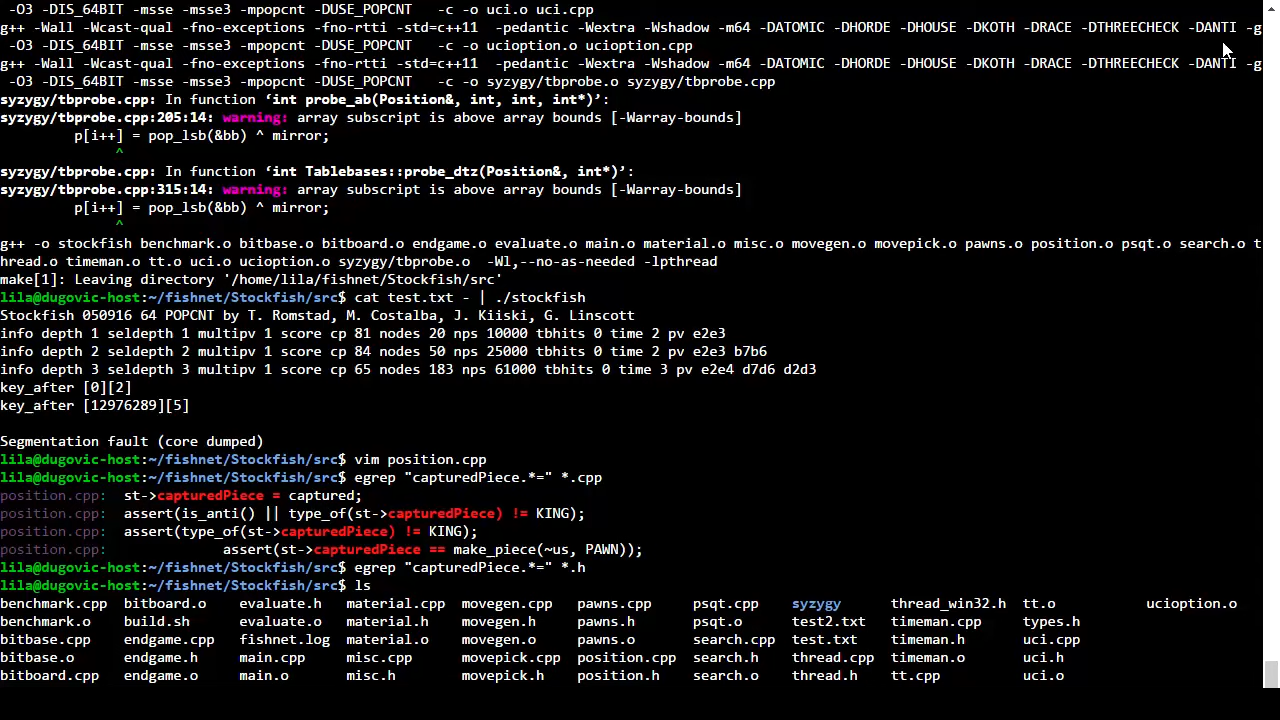 -O3 -DIS_64BIT -msse -msse3 -mpopcnt -DUSE_POPCNT   -c -o uci.o uci.cpp
g++ -Wall -Wcast-qual -fno-exceptions -fno-rtti -std=c++11  -pedantic -Wextra -Wshadow -m64 -DATOMIC -DHORDE -DHOUSE -DKOTH -DRACE -DTHREECHECK -DANTI -g
-O3 -DIS_64BIT -msse -msse3 -mpopcnt -DUSE_POPCNT   -c -o ucioption.o ucioption.cpp
g++ -Wall -Wcast-qual -fno-exceptions -fno-rtti -std=c++11  -pedantic -Wextra -Wshadow -m64 -DATOMIC -DHORDE -DHOUSE -DKOTH -DRACE -DTHREECHECK -DANTI -g
-O3 -DIS_64BIT -msse -msse3 -mpopcnt -DUSE_POPCNT   -c -o syzygy/tbprobe.o syzygy/tbprobe.cpp
syzygy/tbprobe.cpp: In function ‘int probe_ab(Position&, int, int, int*)’:
syzygy/tbprobe.cpp:205:14: warning: array subscript is above array bounds [-Warray-bounds]
         p[i++] = pop_lsb(&bb) ^ mirror;
              ^
syzygy/tbprobe.cpp: In function ‘int Tablebases::probe_dtz(Position&, int*)’:
syzygy/tbprobe.cpp:315:14: warning: array subscript is above array bounds [-Warray-bounds]
         p[i++] = pop_lsb(&bb) ^ mirror;
              ^
g++ -o stockfish benchmark.o bitbase.o bitboard.o endgame.o evaluate.o main.o material.o misc.o movegen.o movepick.o pawns.o position.o psqt.o search.o t
hread.o timeman.o tt.o uci.o ucioption.o syzygy/tbprobe.o  -Wl,--no-as-needed -lpthread
make[1]: Leaving directory '/home/lila/fishnet/Stockfish/src'
lila@dugovic-host:~/fishnet/Stockfish/src$ cat test.txt - | ./stockfish
Stockfish 050916 64 POPCNT by T. Romstad, M. Costalba, J. Kiiski, G. Linscott
info depth 1 seldepth 1 multipv 1 score cp 81 nodes 20 nps 10000 tbhits 0 time 2 pv e2e3
info depth 2 seldepth 2 multipv 1 score cp 84 nodes 50 nps 25000 tbhits 0 time 2 pv e2e3 b7b6
info depth 3 seldepth 3 multipv 1 score cp 65 nodes 183 nps 61000 tbhits 0 time 3 pv e2e4 d7d6 d2d3
key_after [0][2]
key_after [12976289][5]
Segmentation fault (core dumped)
lila@dugovic-host:~/fishnet/Stockfish/src$ vim position.cpp
lila@dugovic-host:~/fishnet/Stockfish/src$ egrep "capturedPiece.*=" *.cpp
position.cpp:  st->capturedPiece = captured;
position.cpp:  assert(is_anti() || type_of(st->capturedPiece) != KING);
position.cpp:  assert(type_of(st->capturedPiece) != KING);
position.cpp:              assert(st->capturedPiece == make_piece(~us, PAWN));
lila@dugovic-host:~/fishnet/Stockfish/src$ egrep "capturedPiece.*=" *.h
lila@dugovic-host:~/fishnet/Stockfish/src$ ls
benchmark.cpp  bitboard.o   evaluate.h   material.cpp  movegen.cpp   pawns.cpp     psqt.cpp    syzygy      thread_win32.h  tt.o         ucioption.o
benchmark.o    build.sh     evaluate.o   material.h    movegen.h     pawns.h       psqt.o      test2.txt   timeman.cpp     types.h
bitbase.cpp    endgame.cpp  fishnet.log  material.o    movegen.o     pawns.o       search.cpp  test.txt    timeman.h       uci.cpp
bitbase.o      endgame.h    main.cpp     misc.cpp      movepick.cpp  position.cpp  search.h    thread.cpp  timeman.o       uci.h
bitboard.cpp   endgame.o    main.o       misc.h        movepick.h    position.h    search.o    thread.h    tt.cpp          uci.o